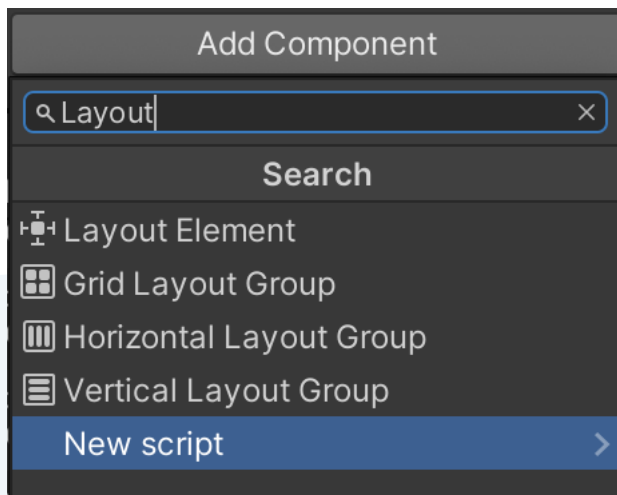 Add Component
Layout
Search
Layout Element
Grid Layout Group
Horizontal Layout Group
Vertical Layout Group
New script